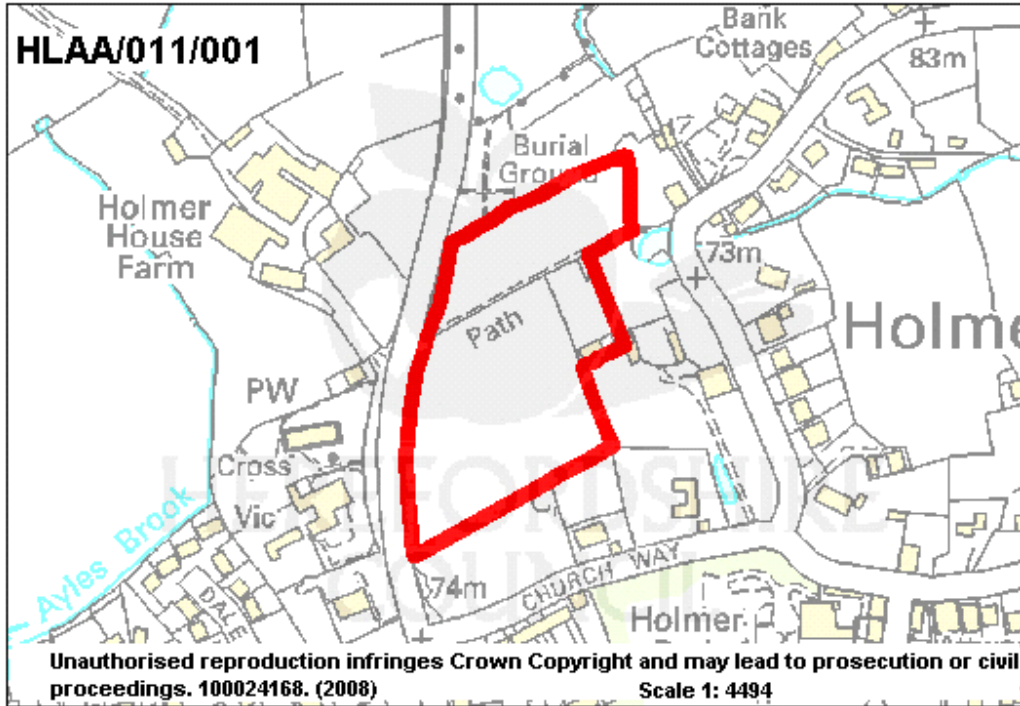 HLAA/011/001
Bank
Cottages
83m
Burial
Ground
Holmer
House
Farm
73m
Path
Holme
PW
Cross
Vic
HEREFORDSHIRE
COUNCIL
Ayles Brook
DALE
74m
CHURCH WAY
Holmer
Unauthorised reproduction infringes Crown Copyright and may lead to prosecution or civil
proceedings. 100024168. (2008) Scale 1: 4494